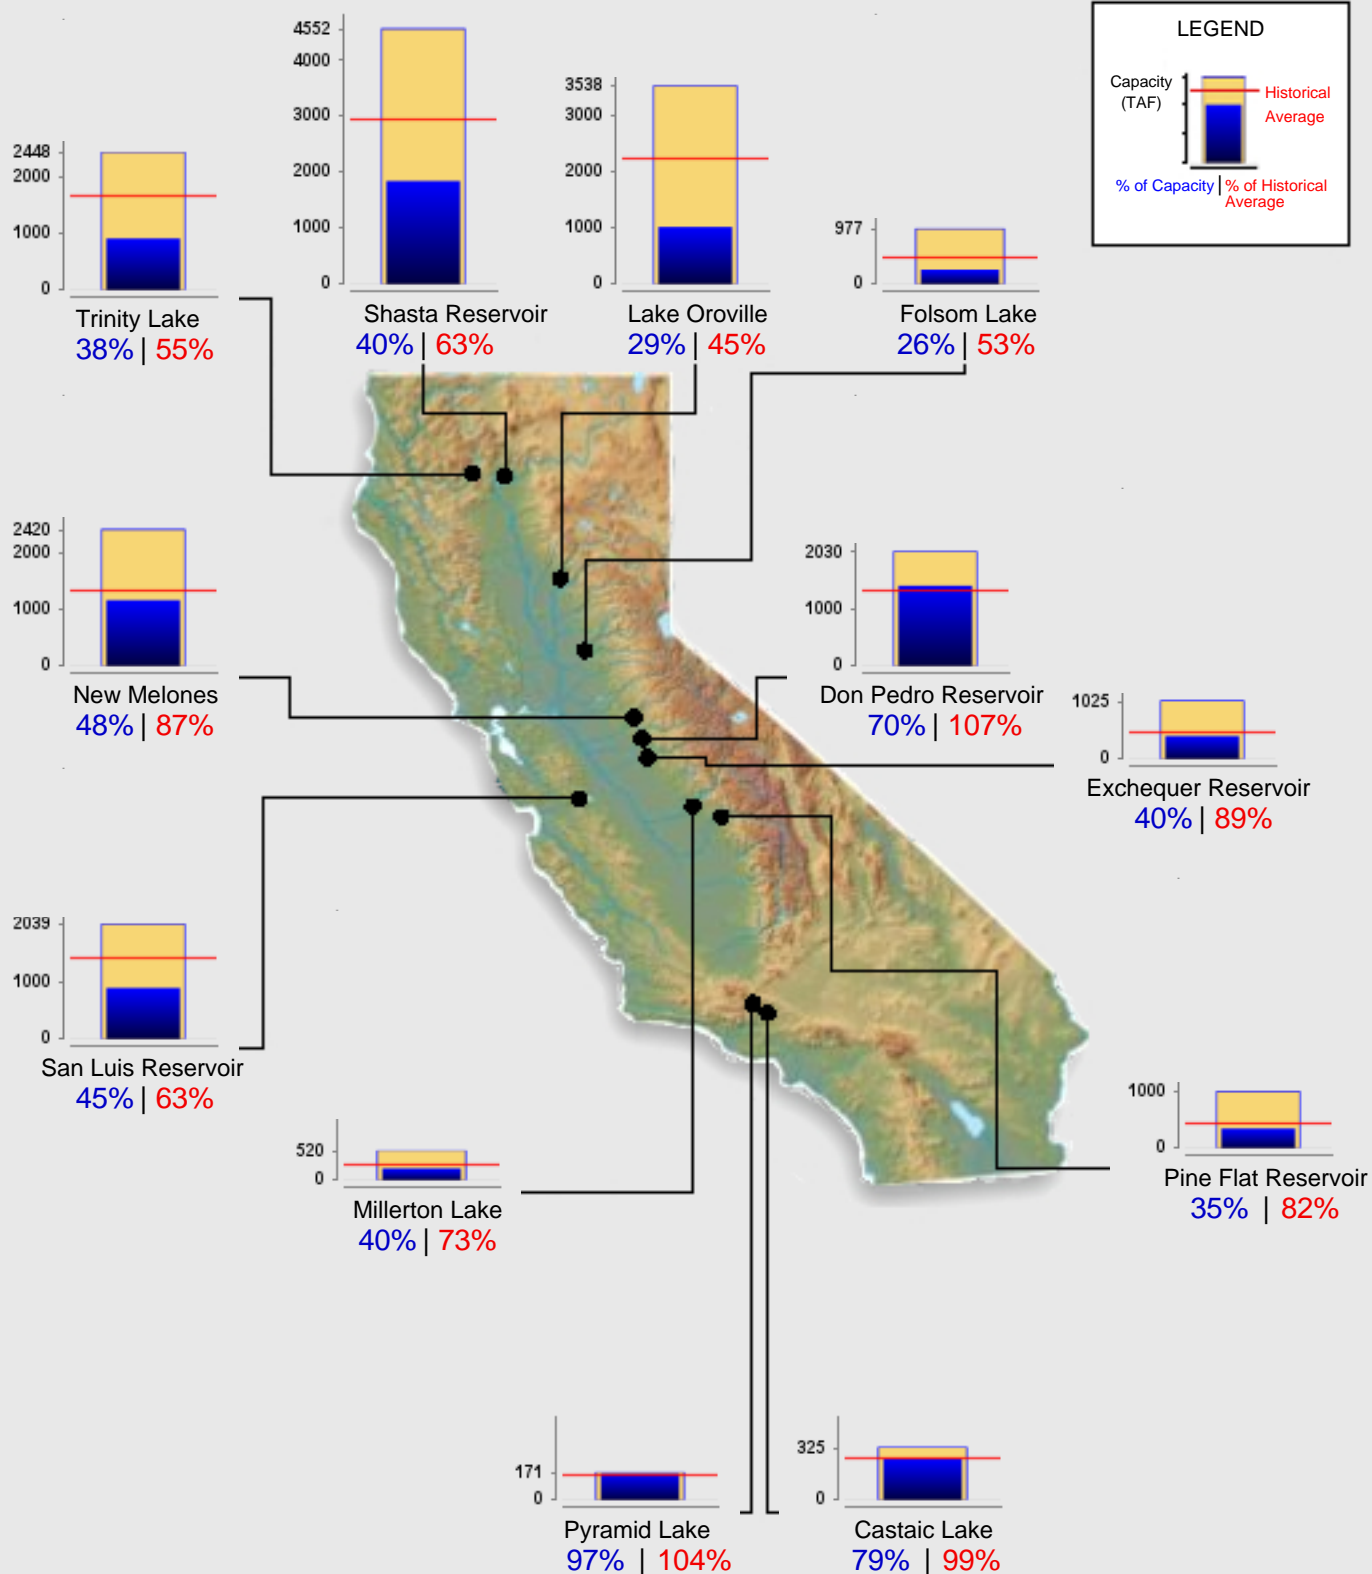 LEGEND
Capacity
(TAF)
Historical
Average
% of Capacity | % of Historical
Average
4552
4000
3000
2000
1000
0
Shasta Reservoir
40% | 63%
3538
3000
2000
1000
0
Lake Oroville
29% | 45%
2448
2000
1000
0
Trinity Lake
38% | 55%
977
0
Folsom Lake
26% | 53%
2420
2000
1000
0
New Melones
48% | 87%
2030
1000
0
Don Pedro Reservoir
70% | 107%
1025
0
Exchequer Reservoir
40% | 89%
2039
1000
0
San Luis Reservoir
45% | 63%
520
0
Millerton Lake
40% | 73%
1000
0
Pine Flat Reservoir
35% | 82%
171
0
Pyramid Lake
97% | 104%
325
0
Castaic Lake
79% | 99%